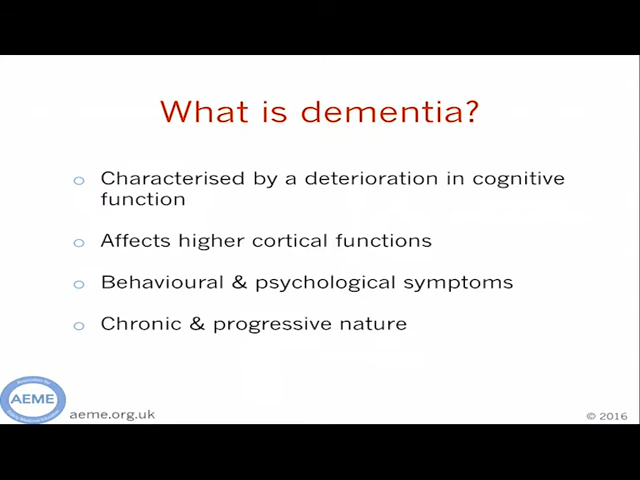 What is dementia?
Characterised by a deterioration in cognitive
function
Affects higher cortical functions
Behavioural & psychological symptoms
Chronic & progressive nature
AEME
aeme.org.uk
© 2016